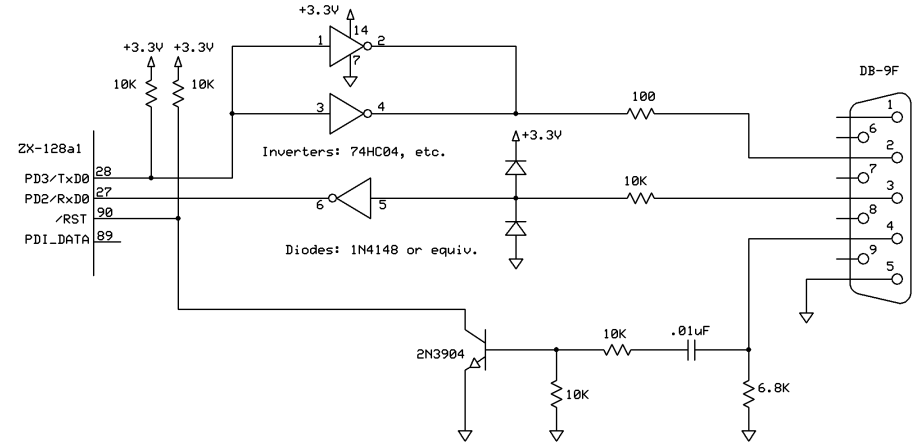 +3.3V
14
1
2
7
+3.3V +3.3V
10K
10K
DB-9F
3
4
100
1
6
2
Inverters: 74HC04, etc.
+3.3V
ZX-128a1
PD3/TxD0 28
7
PD2/RxD0 27
6
5
10K
3
/RST 90
8
PDI_DATA 89
4
Diodes: 1N4148 or equiv.
9
5
2N3904
10K
.01uF
10K
6.8K